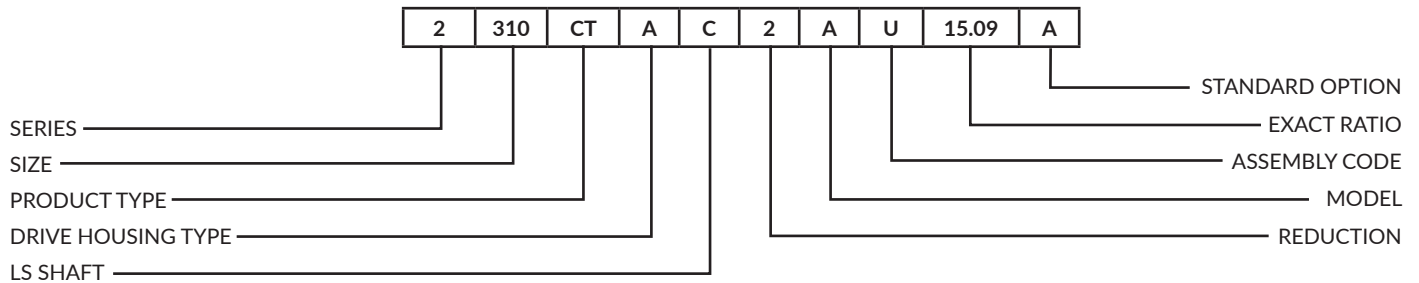 2 310 CT A C 2 A U 15.09 A
STANDARD OPTION
SERIES EXACT RATIO
SIZE ASSEMBLY CODE
PRODUCT TYPE MODEL
DRIVE HOUSING TYPE REDUCTION
LS SHAFT